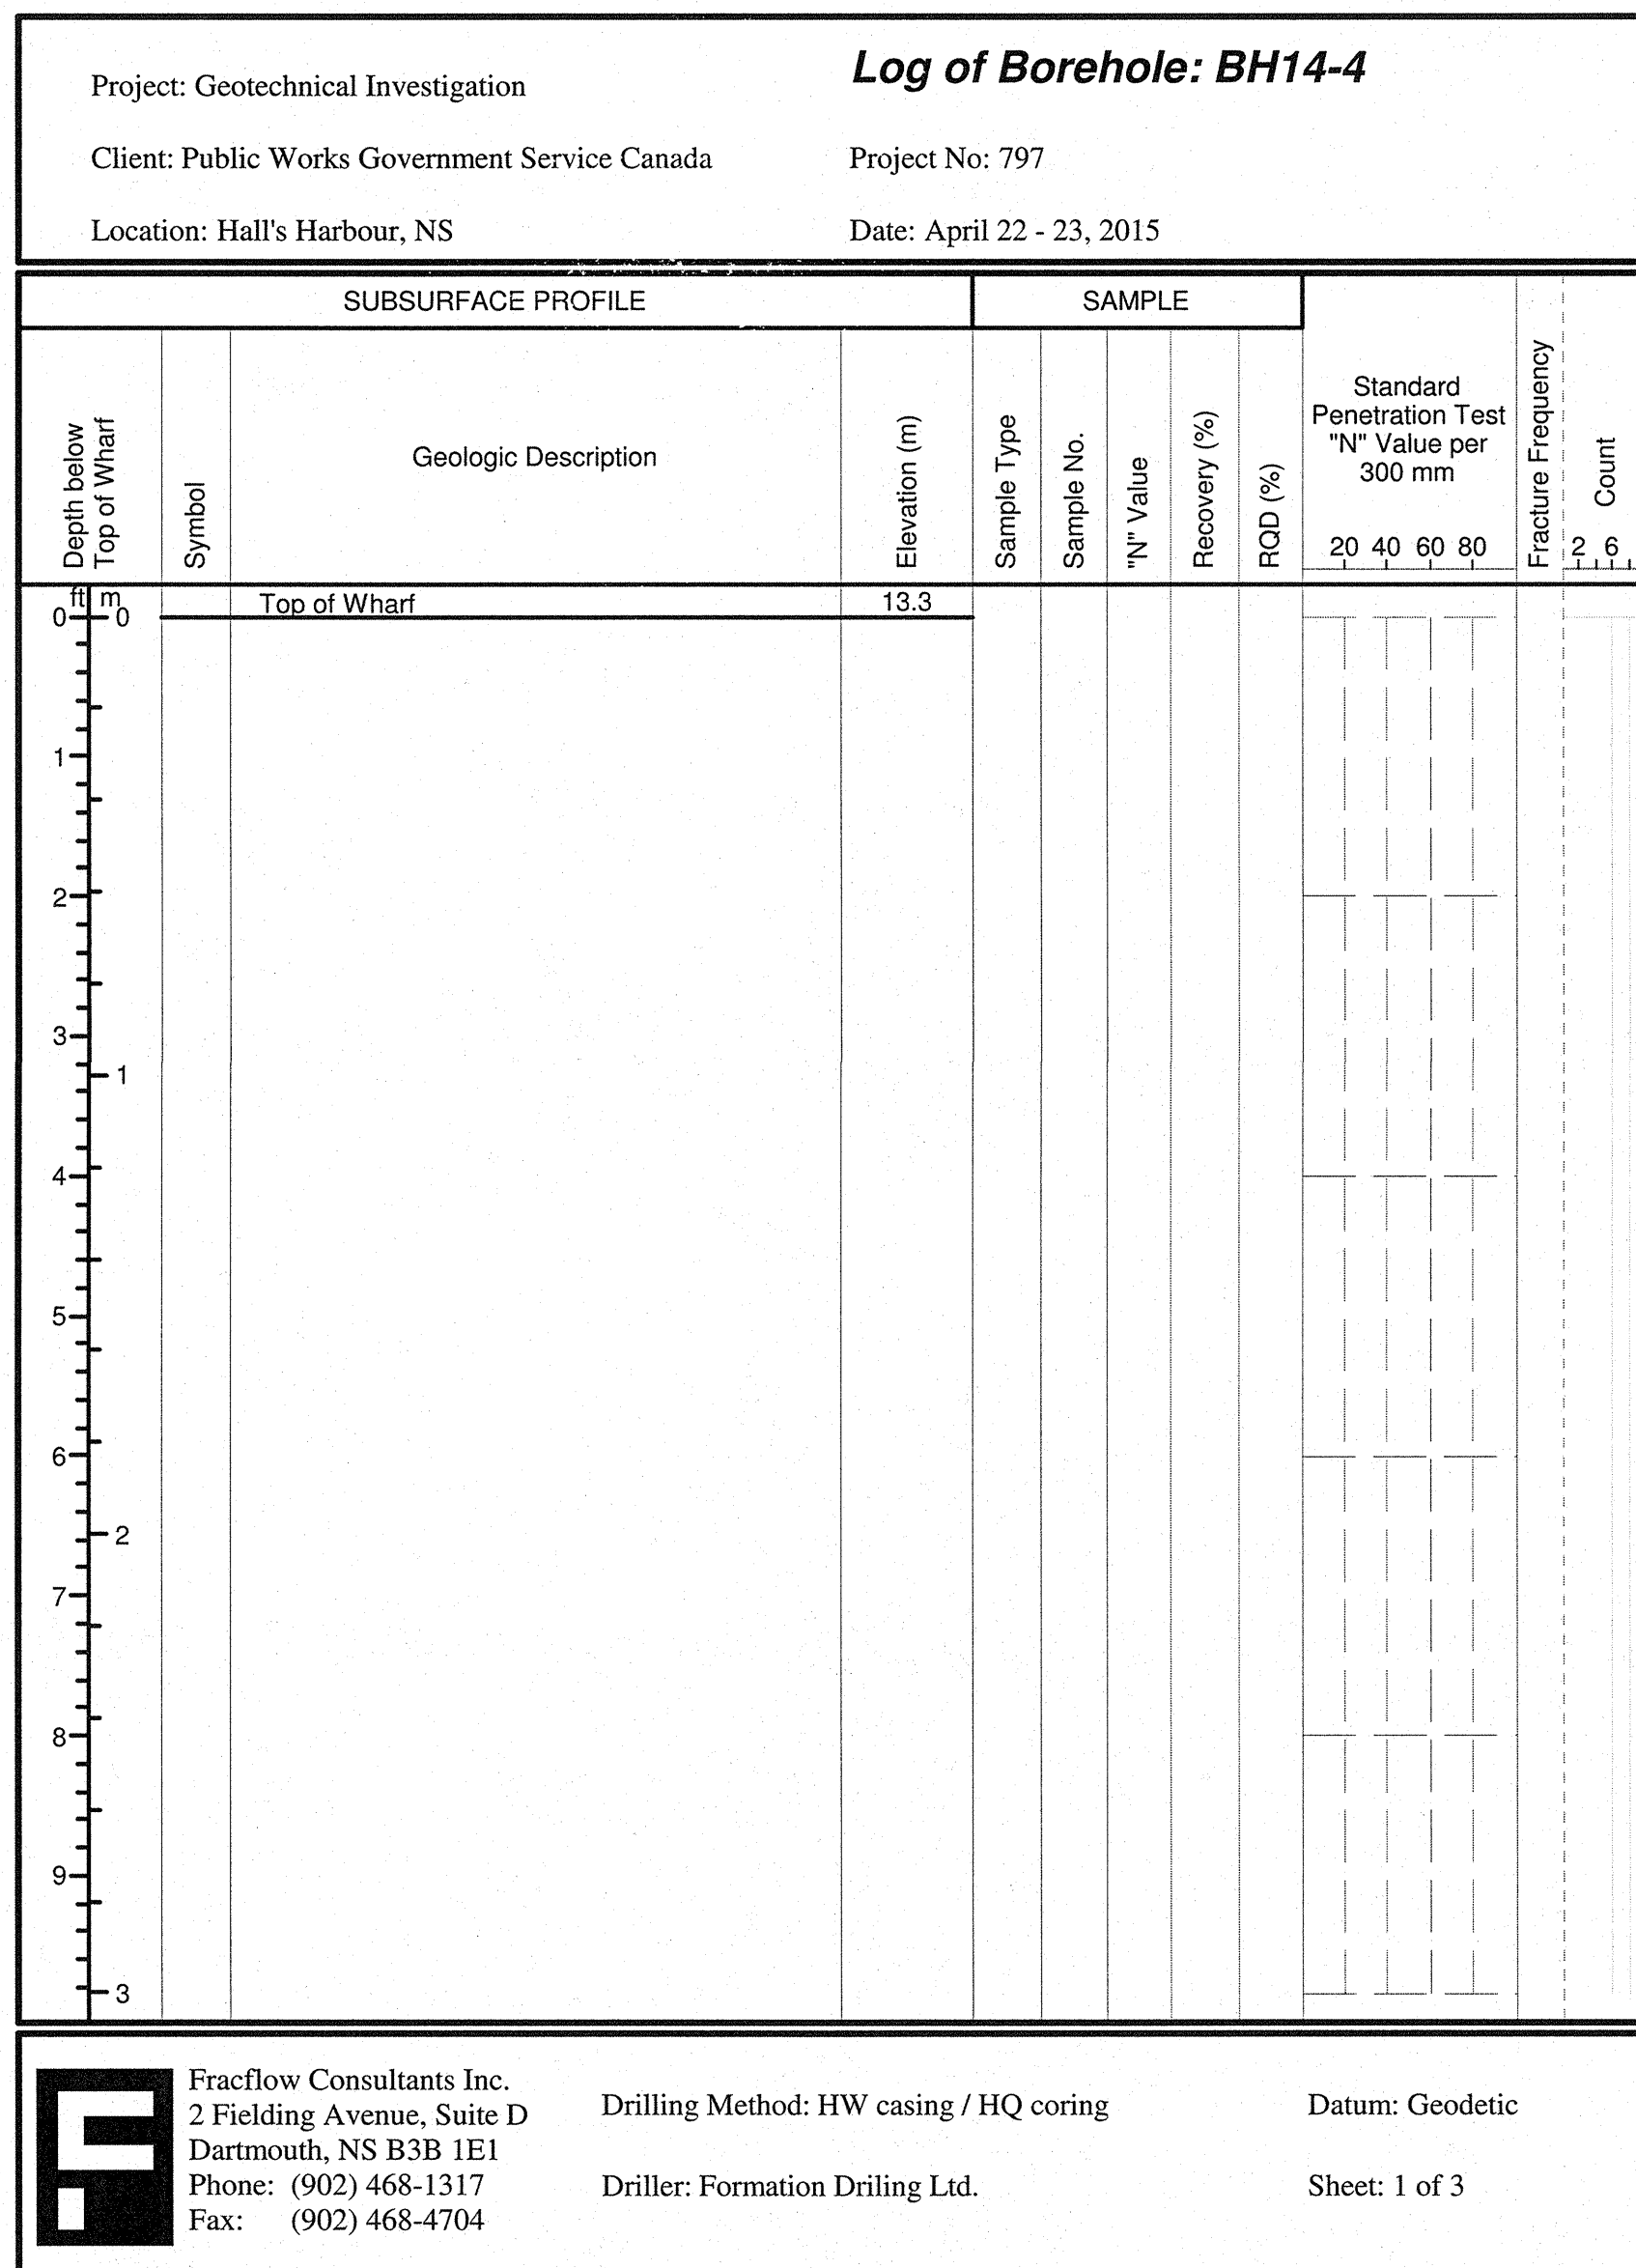 Project: Geotechnical Investigation
Log of Borehole: BH14-4
Client: Public Works Government Service Canada
Project No: 797
Location: Hall's Harbour, NS
Date: April 22 - 23, 2015
SUBSURFACE PROFILE
SAMPLE
Depth below
Top of Wharf
Symbol
Geologic Description
Elevation (m)
Sample Type
Sample No.
"N" Value
Recovery (%)
RQD (%)
Standard
Penetration Test
"N" Value per
300 mm
20 40 60 80
Fracture Frequency
Count
2 6
ft m
Top of Wharf
13.3
0 0
1
2
3
1
4
5
6
2
7
8
9
3
Fracflow Consultants Inc.
2 Fielding Avenue, Suite D
Dartmouth, NS B3B 1E1
Phone: (902) 468-1317
Fax: (902) 468-4704
Drilling Method: HW casing / HQ coring
Driller: Formation Driling Ltd.
Datum: Geodetic
Sheet: 1 of 3